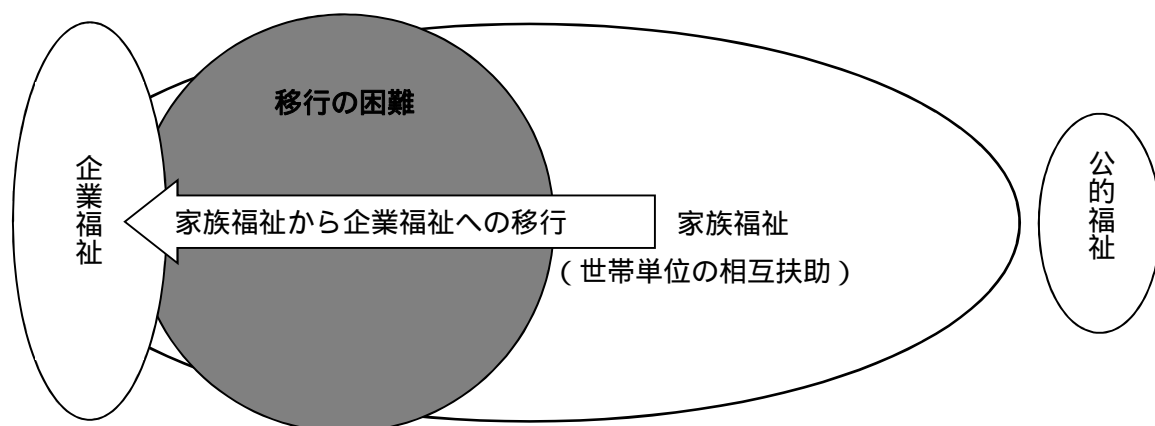 移行の困難
企業福祉
家族福祉から企業福祉への移行
家族福祉
（世帯単位の相互扶助）
公的福祉